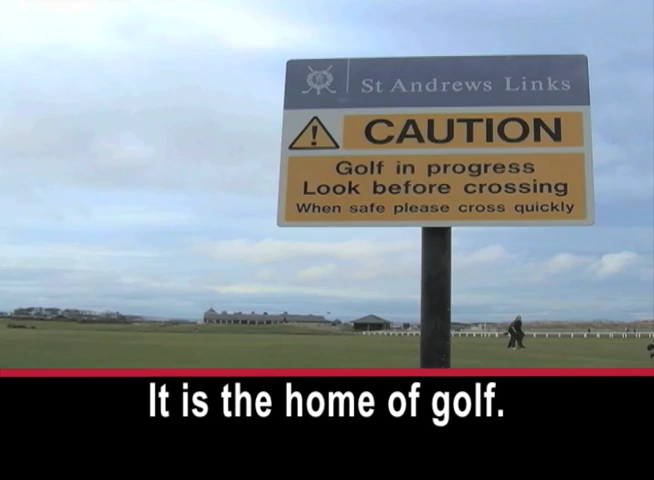 St Andrews Links
CAUTION
Golf in progress
Look before crossing
When safe please cross quickly
It is the home of golf.